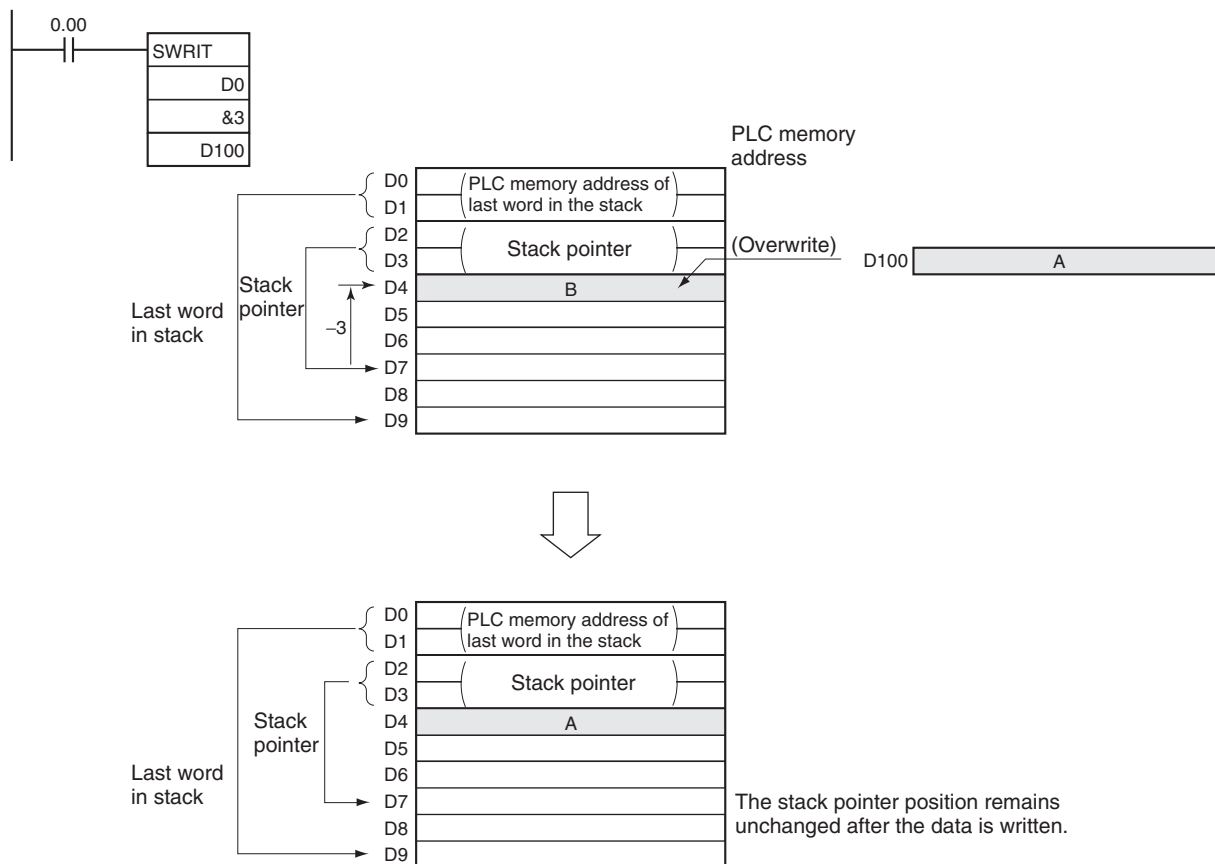 0.00
SWRIT
D0
&3
D100
PLC memory
address
D0
D1
(PLC memory address of
last word in the stack)
D2
D3
(Stack pointer)
(Overwrite)
D100
A
D4
B
Stack
pointer
–3
Last word
in stack
D5
D6
D7
D8
D9
D0
D1
(PLC memory address of
last word in the stack)
D2
D3
(Stack pointer)
D4
A
Stack
pointer
D5
D6
Last word
in stack
D7
D8
D9
The stack pointer position remains
unchanged after the data is written.